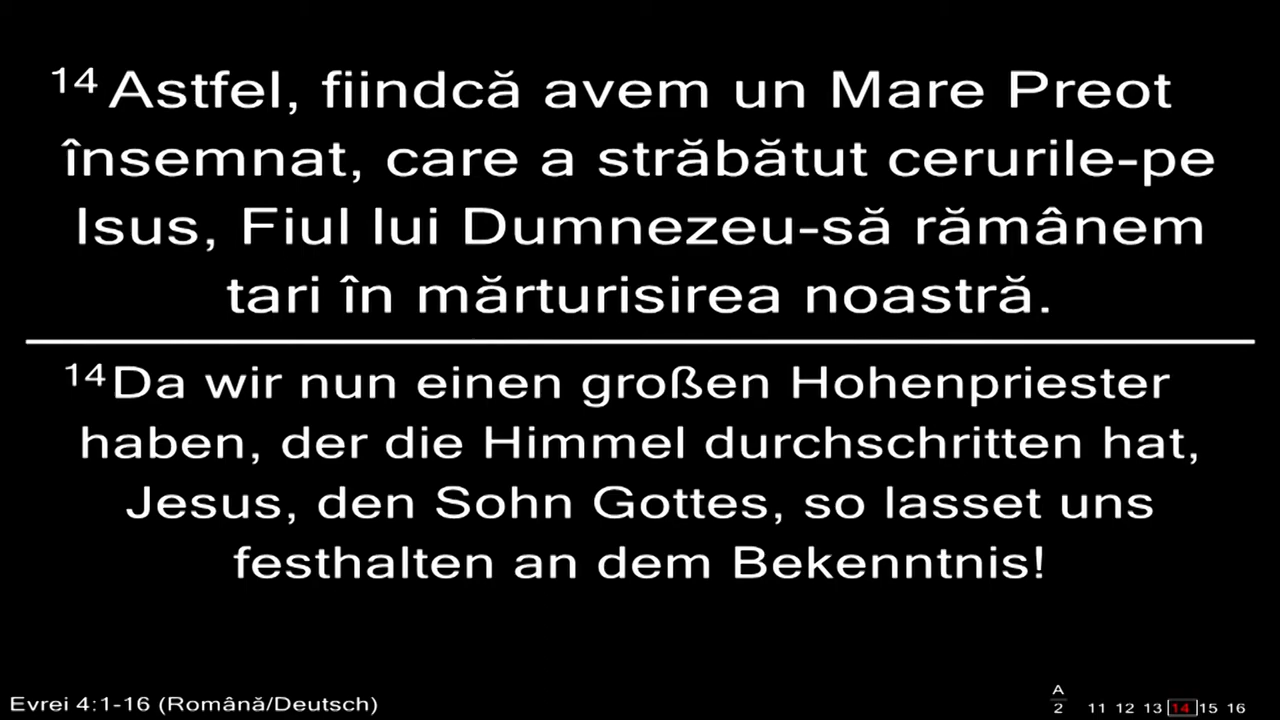 14 Astfel, fiindcă avem un Mare Preot
însemnat, care a străbătut cerurile-pe
Isus, Fiul lui Dumnezeu-să rămânem
tari în mărturisirea noastră.
14 Da wir nun einen großen Hohenpriester
haben, der die Himmel durchschritten hat,
Jesus, den Sohn Gottes, so lasset uns
festhalten an dem Bekenntnis!
Evrei 4:1-16 (Română/Deutsch)
A
2
11 12 13 14 15 16